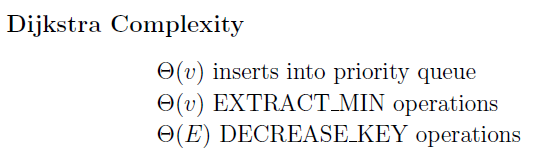 Dijkstra Complexity
Θ(v) inserts into priority queue
Θ(v) EXTRACT_MIN operations
Θ(E) DECREASE_KEY operations